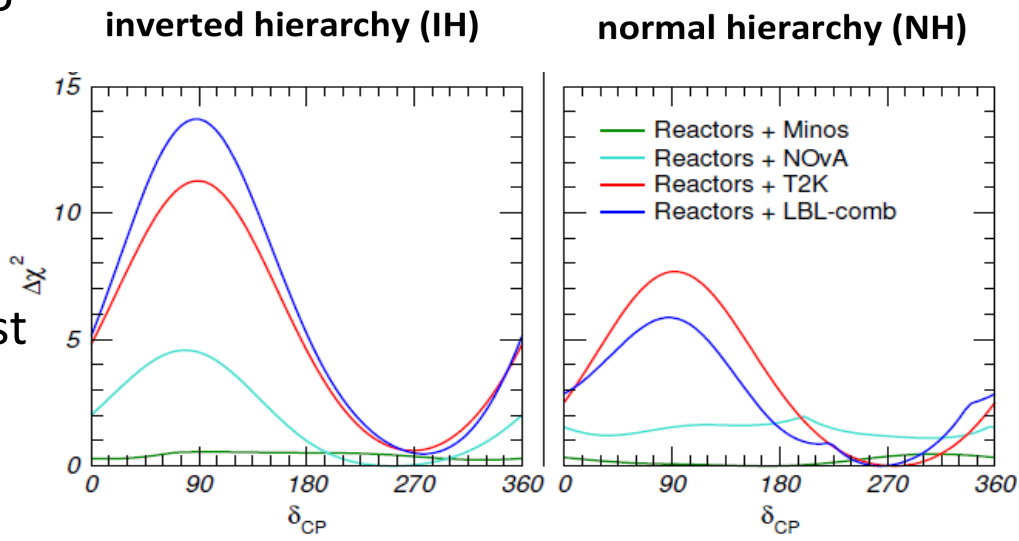 inverted hierarchy (IH)
normal hierarchy (NH)
15
10
5
0
Δχ²
st
0 90 180 270 360
δCP
Reactors + Minos
Reactors + NOvA
Reactors + T2K
Reactors + LBL-comb
0 90 180 270 360
δCP